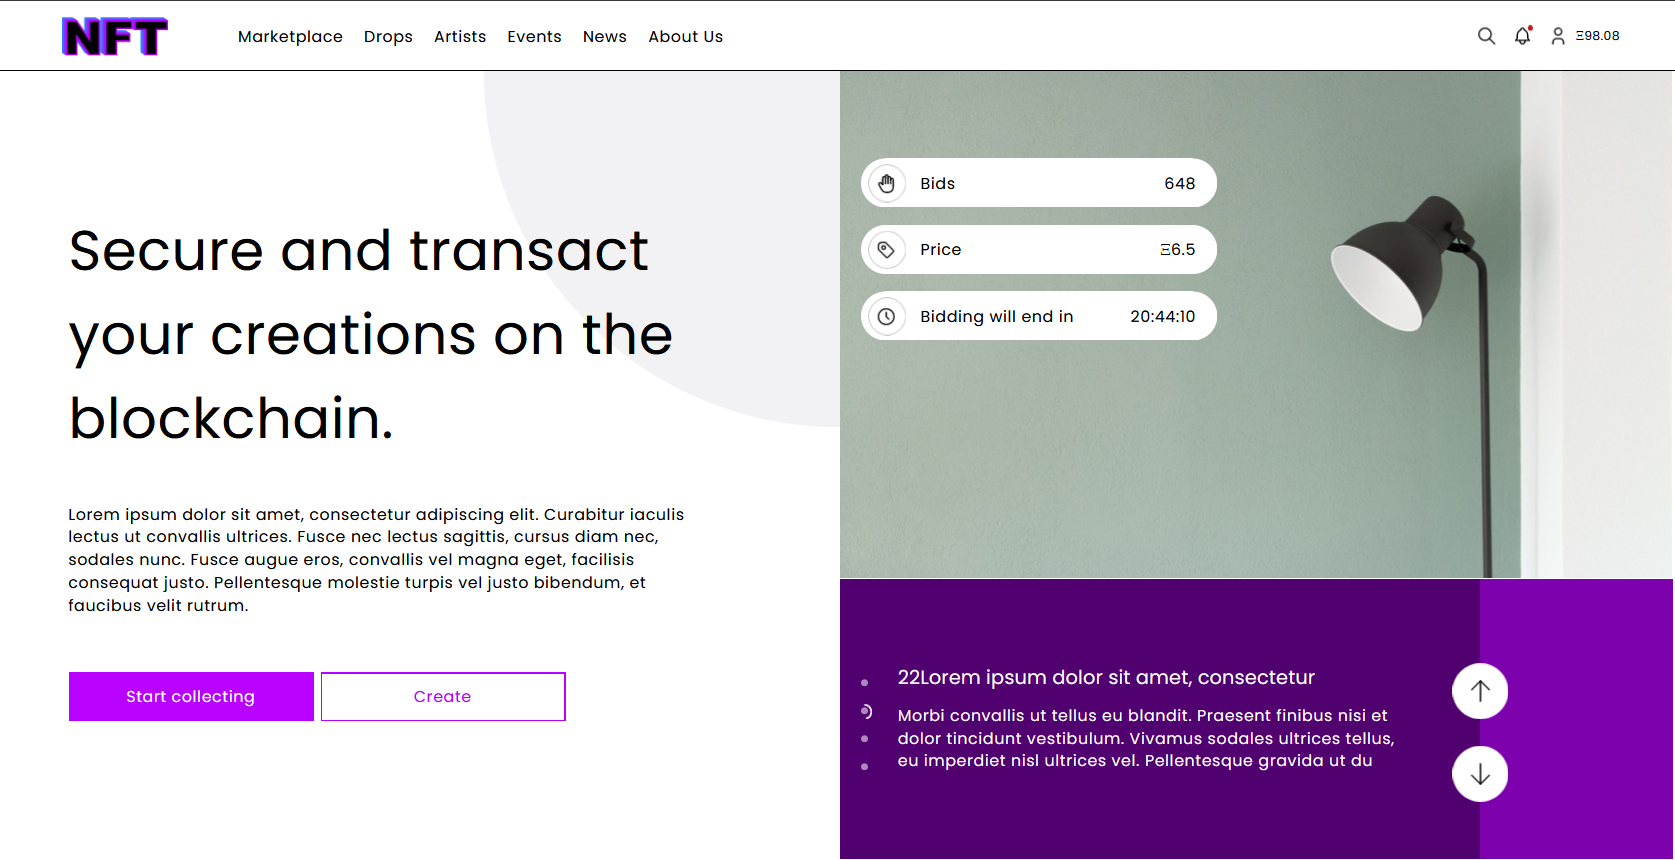 NFT
Marketplace Drops Artists Events News About Us
Ξ98.08
Secure and transact
your creations on the
blockchain.
Lorem ipsum dolor sit amet, consectetur adipiscing elit. Curabitur iaculis
lectus ut convallis ultrices. Fusce nec lectus sagittis, cursus diam nec,
sodales nunc. Fusce augue eros, convallis vel magna eget, facilisis
consequat justo. Pellentesque molestie turpis vel justo bibendum, et
faucibus velit rutrum.
Start collecting
Create
Bids 648
Price Ξ6.5
Bidding will end in 20:44:10
22Lorem ipsum dolor sit amet, consectetur
Morbi convallis ut tellus eu blandit. Praesent finibus nisi et
dolor tincidunt vestibulum. Vivamus sodales ultrices tellus,
eu imperdiet nisl ultrices vel. Pellentesque gravida ut du